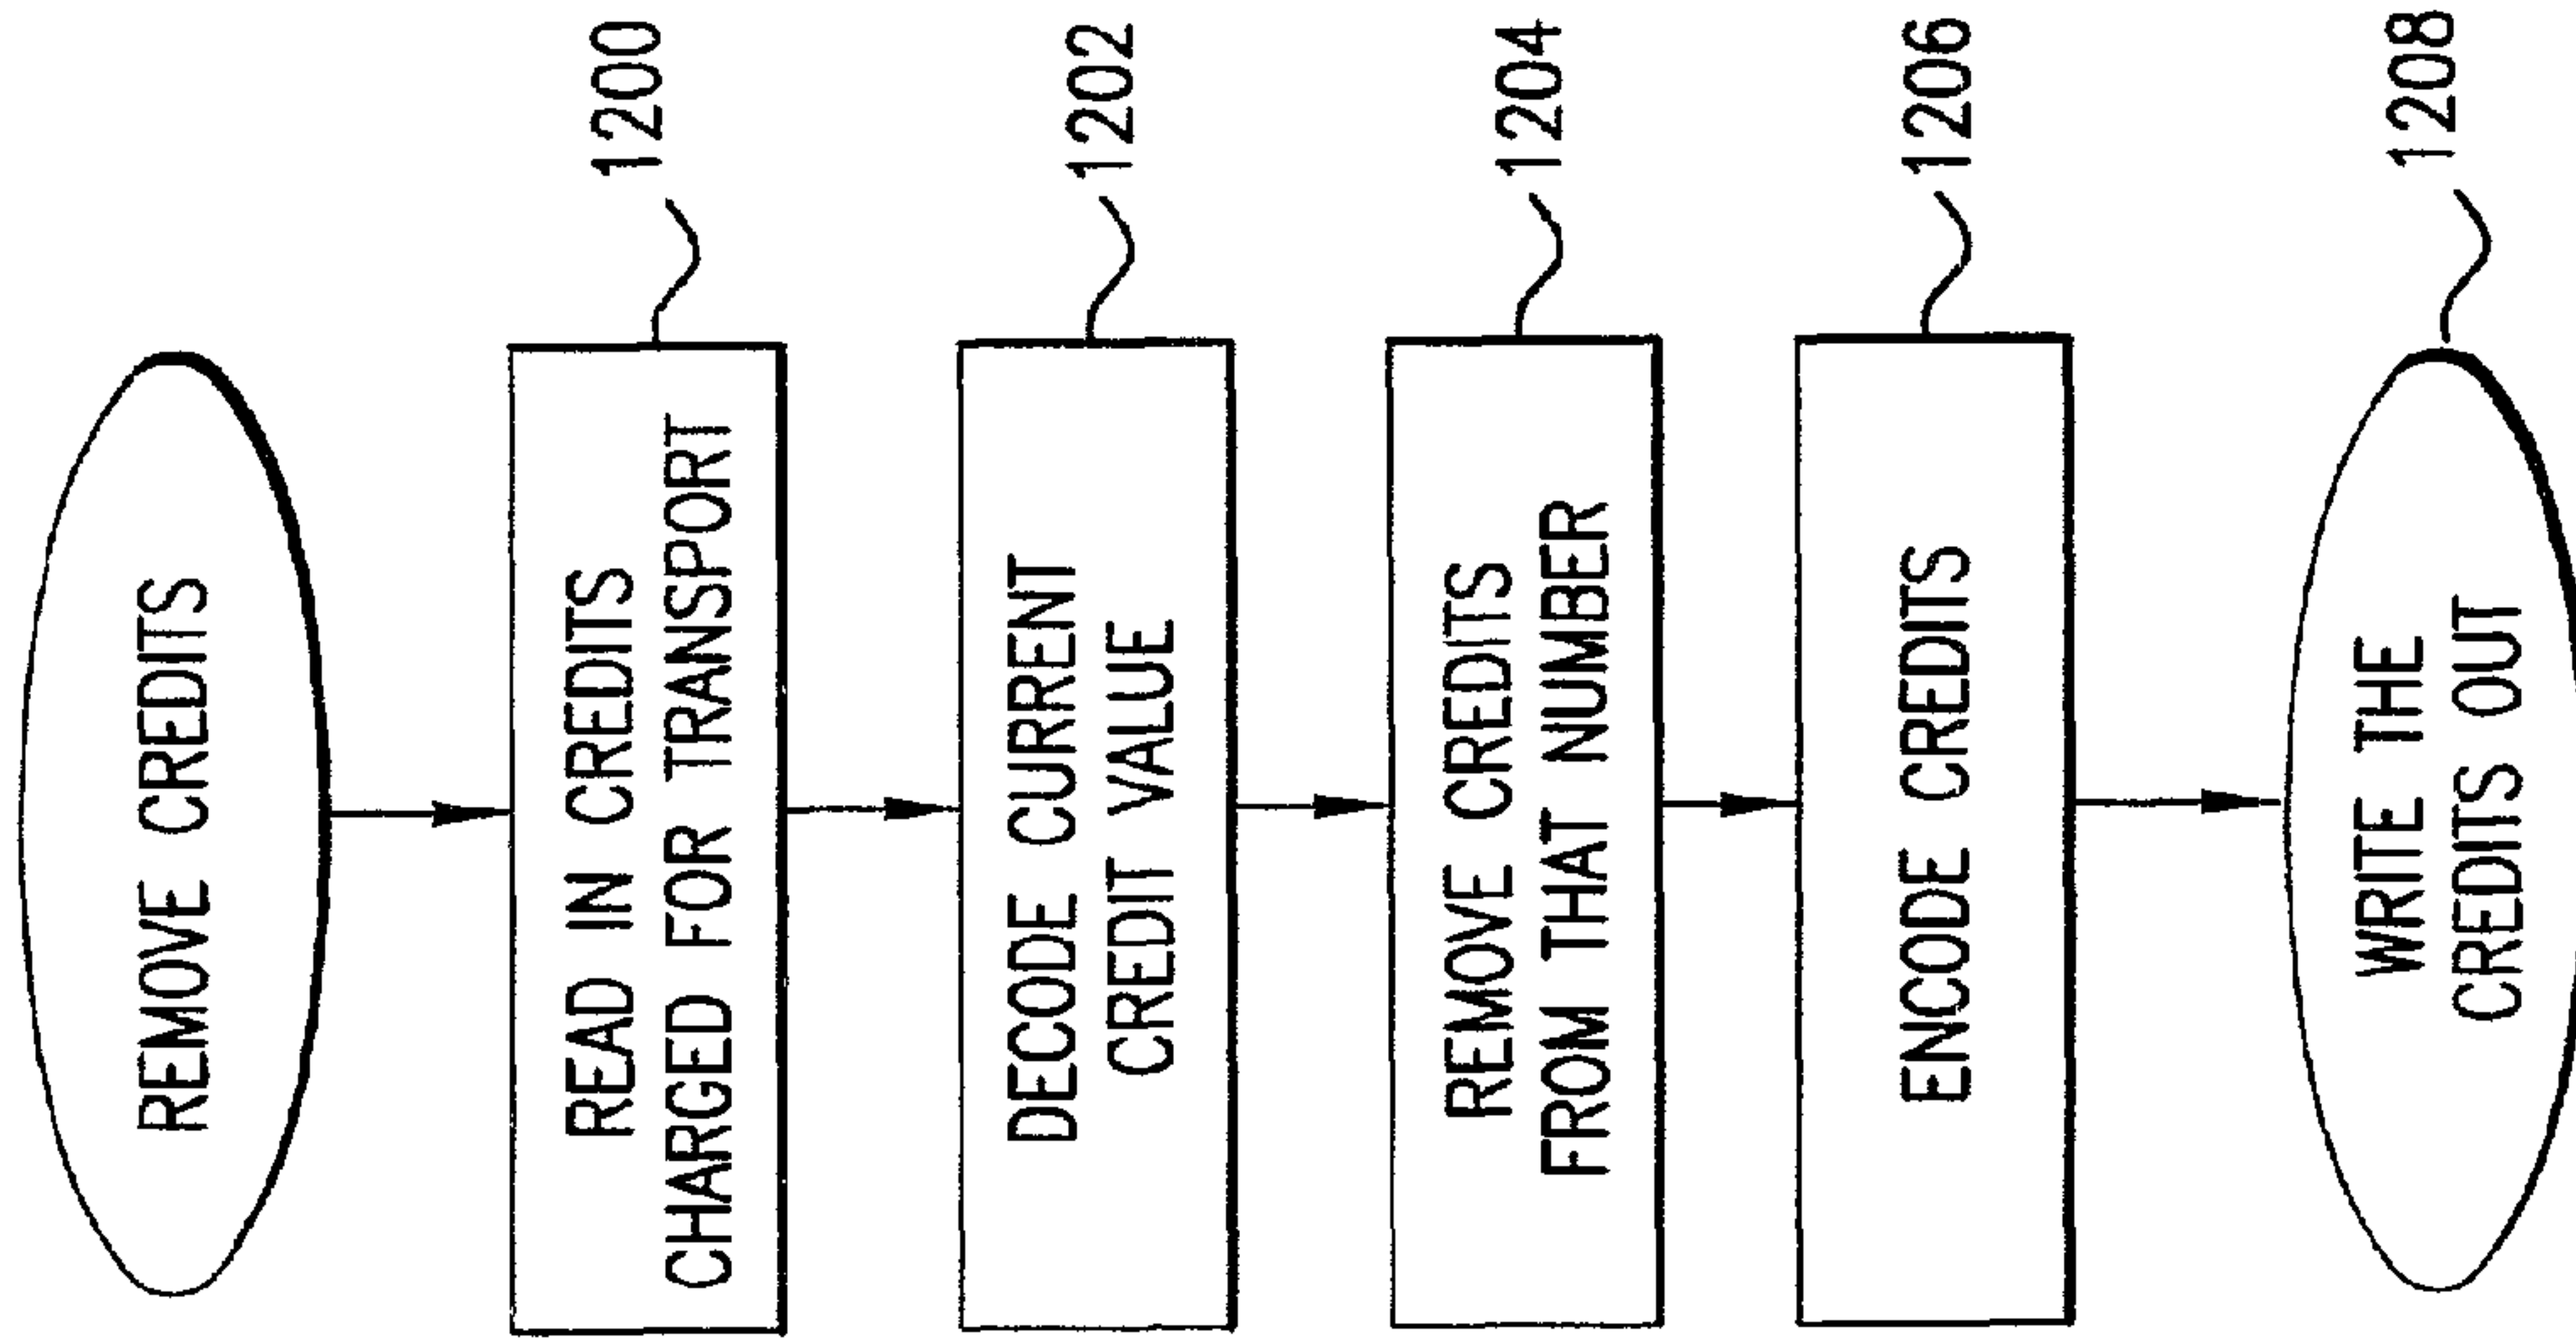 REMOVE CREDITS
READ IN CREDITS
CHARGED FOR TRANSPORT
1200
DECODE CURRENT
CREDIT VALUE
1202
REMOVE CREDITS
FROM THAT NUMBER
1204
ENCODE CREDITS
1206
WRITE THE
CREDITS OUT
1208